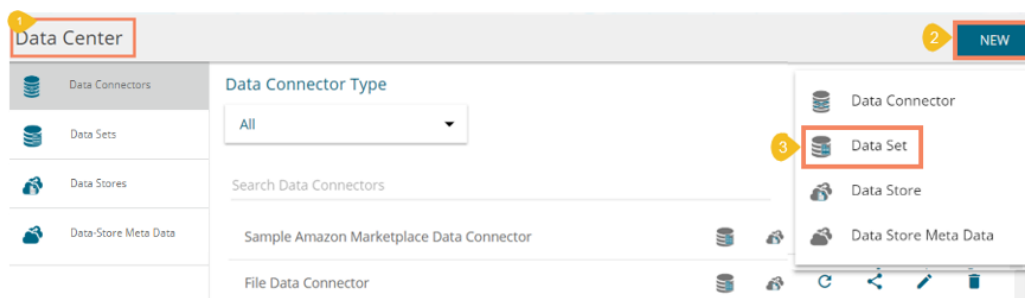 1
Data Center
2
NEW
Data Connectors
Data Sets
Data Stores
Data-Store Meta Data
Data Connector Type
All
Search Data Connectors
Sample Amazon Marketplace Data Connector
File Data Connector
Data Connector
3
Data Set
Data Store
Data Store Meta Data